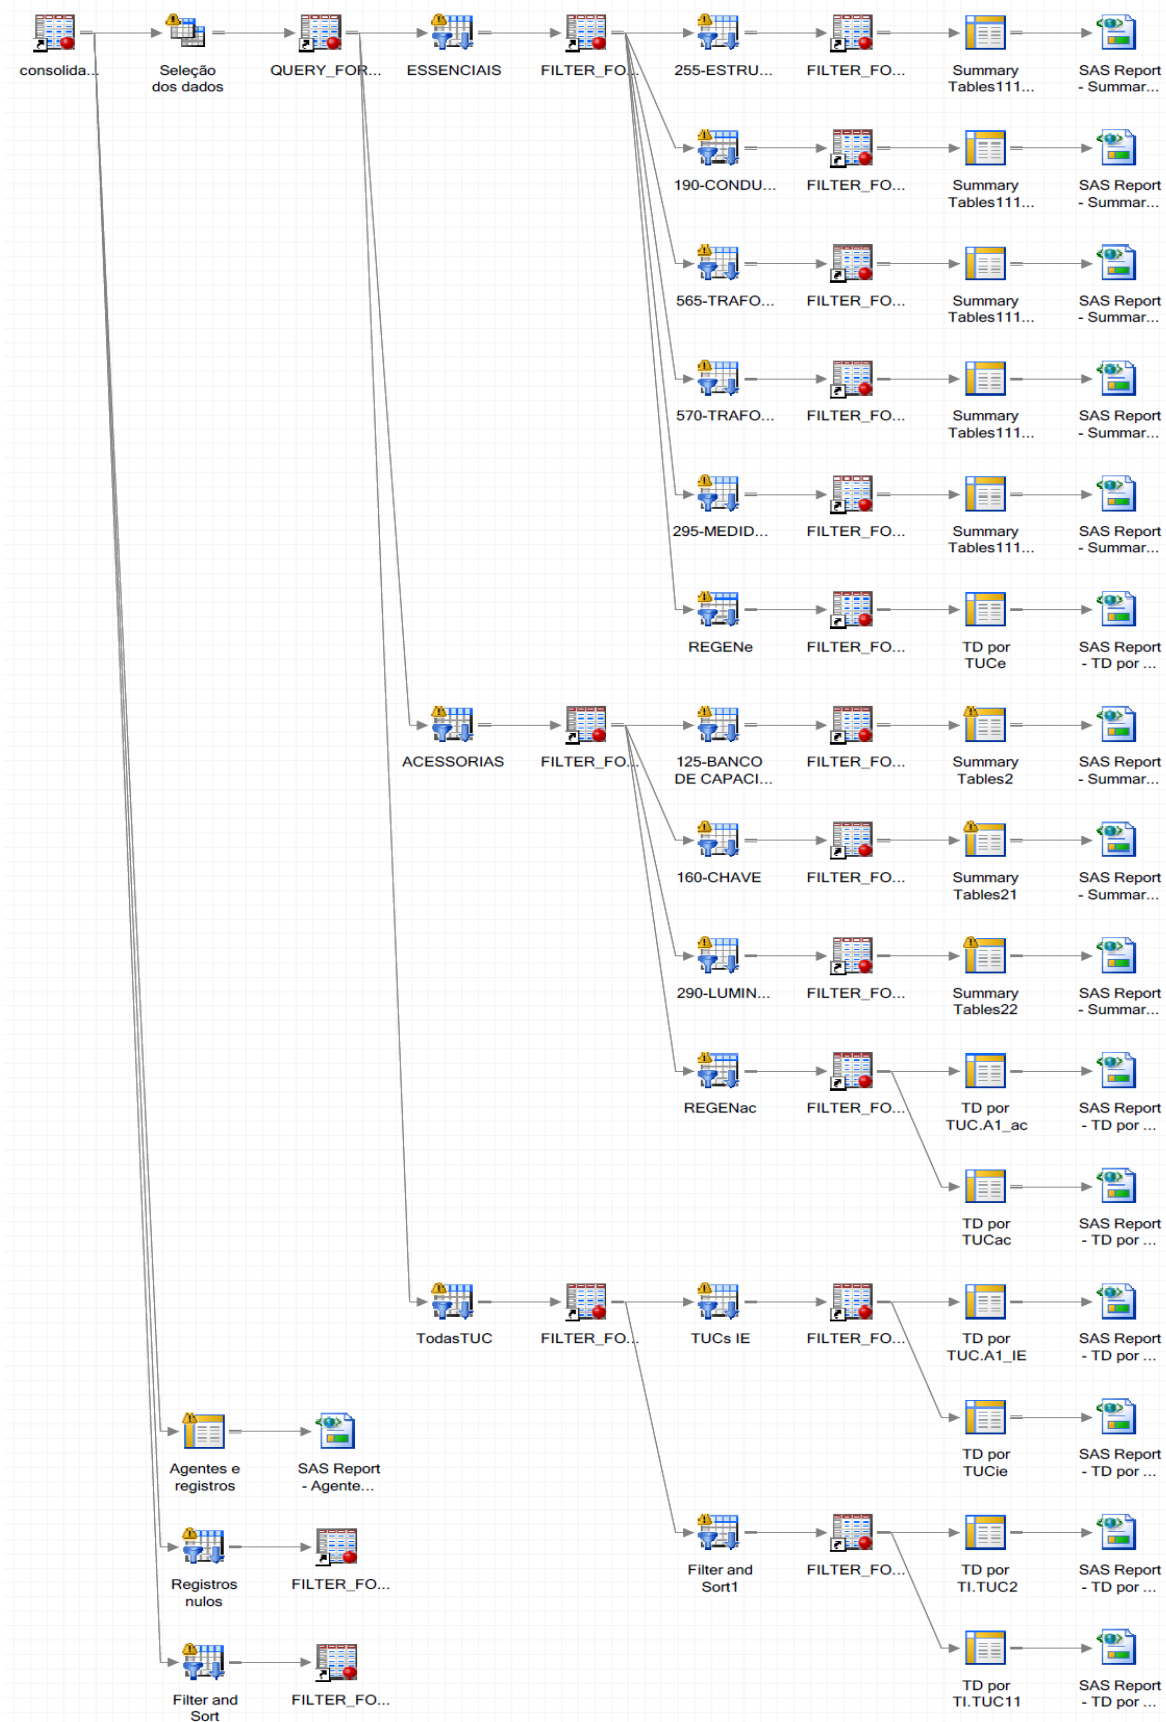 consolida...
Seleção
dos dados
QUERY_FOR...
ESSENCIAIS
FILTER_FO...
255-ESTRU...
FILTER_FO...
Summary
Tables111...
SAS Report
- Summar...
190-CONDU...
FILTER_FO...
Summary
Tables111...
SAS Report
- Summar...
565-TRAFO...
FILTER_FO...
Summary
Tables111...
SAS Report
- Summar...
570-TRAFO...
FILTER_FO...
Summary
Tables111...
SAS Report
- Summar...
295-MEDID...
FILTER_FO...
Summary
Tables111...
SAS Report
- Summar...
REGENe
FILTER_FO...
TD por
TUCe
SAS Report
- TD por ...
ACESSORIAS
FILTER_FO...
125-BANCO
DE CAPACI...
FILTER_FO...
Summary
Tables2
SAS Report
- Summar...
160-CHAVE
FILTER_FO...
Summary
Tables21
SAS Report
- Summar...
290-LUMIN...
FILTER_FO...
Summary
Tables22
SAS Report
- Summar...
REGENac
FILTER_FO...
TD por
TUC.A1_ac
SAS Report
- TD por ...
TD por
TUCac
SAS Report
- TD por ...
TodasTUC
FILTER_FO...
TUCs IE
FILTER_FO...
TD por
TUC.A1_IE
SAS Report
- TD por ...
TD por
TUCie
SAS Report
- TD por ...
Agentes e
registros
SAS Report
- Agente...
Registros
nulos
FILTER_FO...
Filter and
Sort1
FILTER_FO...
TD por
TI.TUC2
SAS Report
- TD por ...
Filter and
Sort
FILTER_FO...
TD por
TI.TUC11
SAS Report
- TD por ...